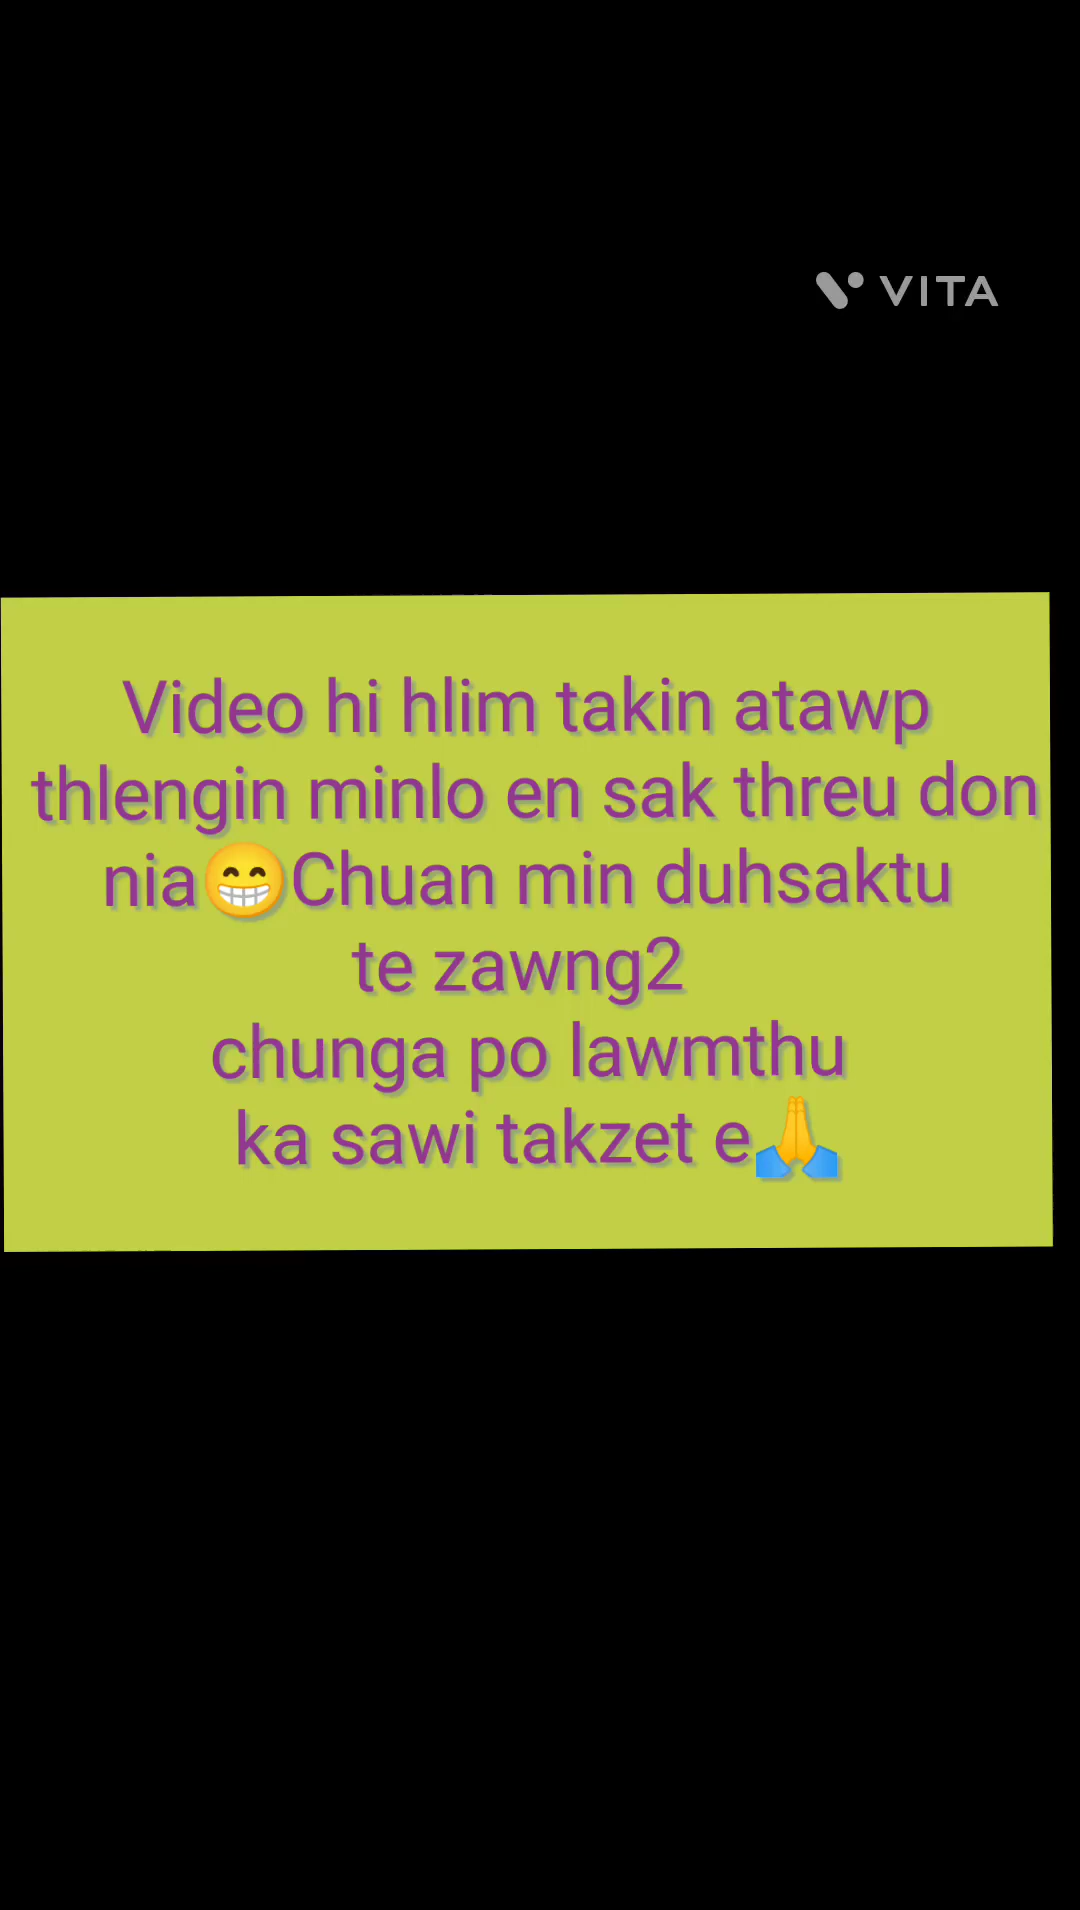 VITA
Video hi hlim takin atawp
thlengin minlo en sak threu don
nia😁Chuan min duhsaktu
te zawng2
chunga po lawmthu
ka sawi takzet e🙏